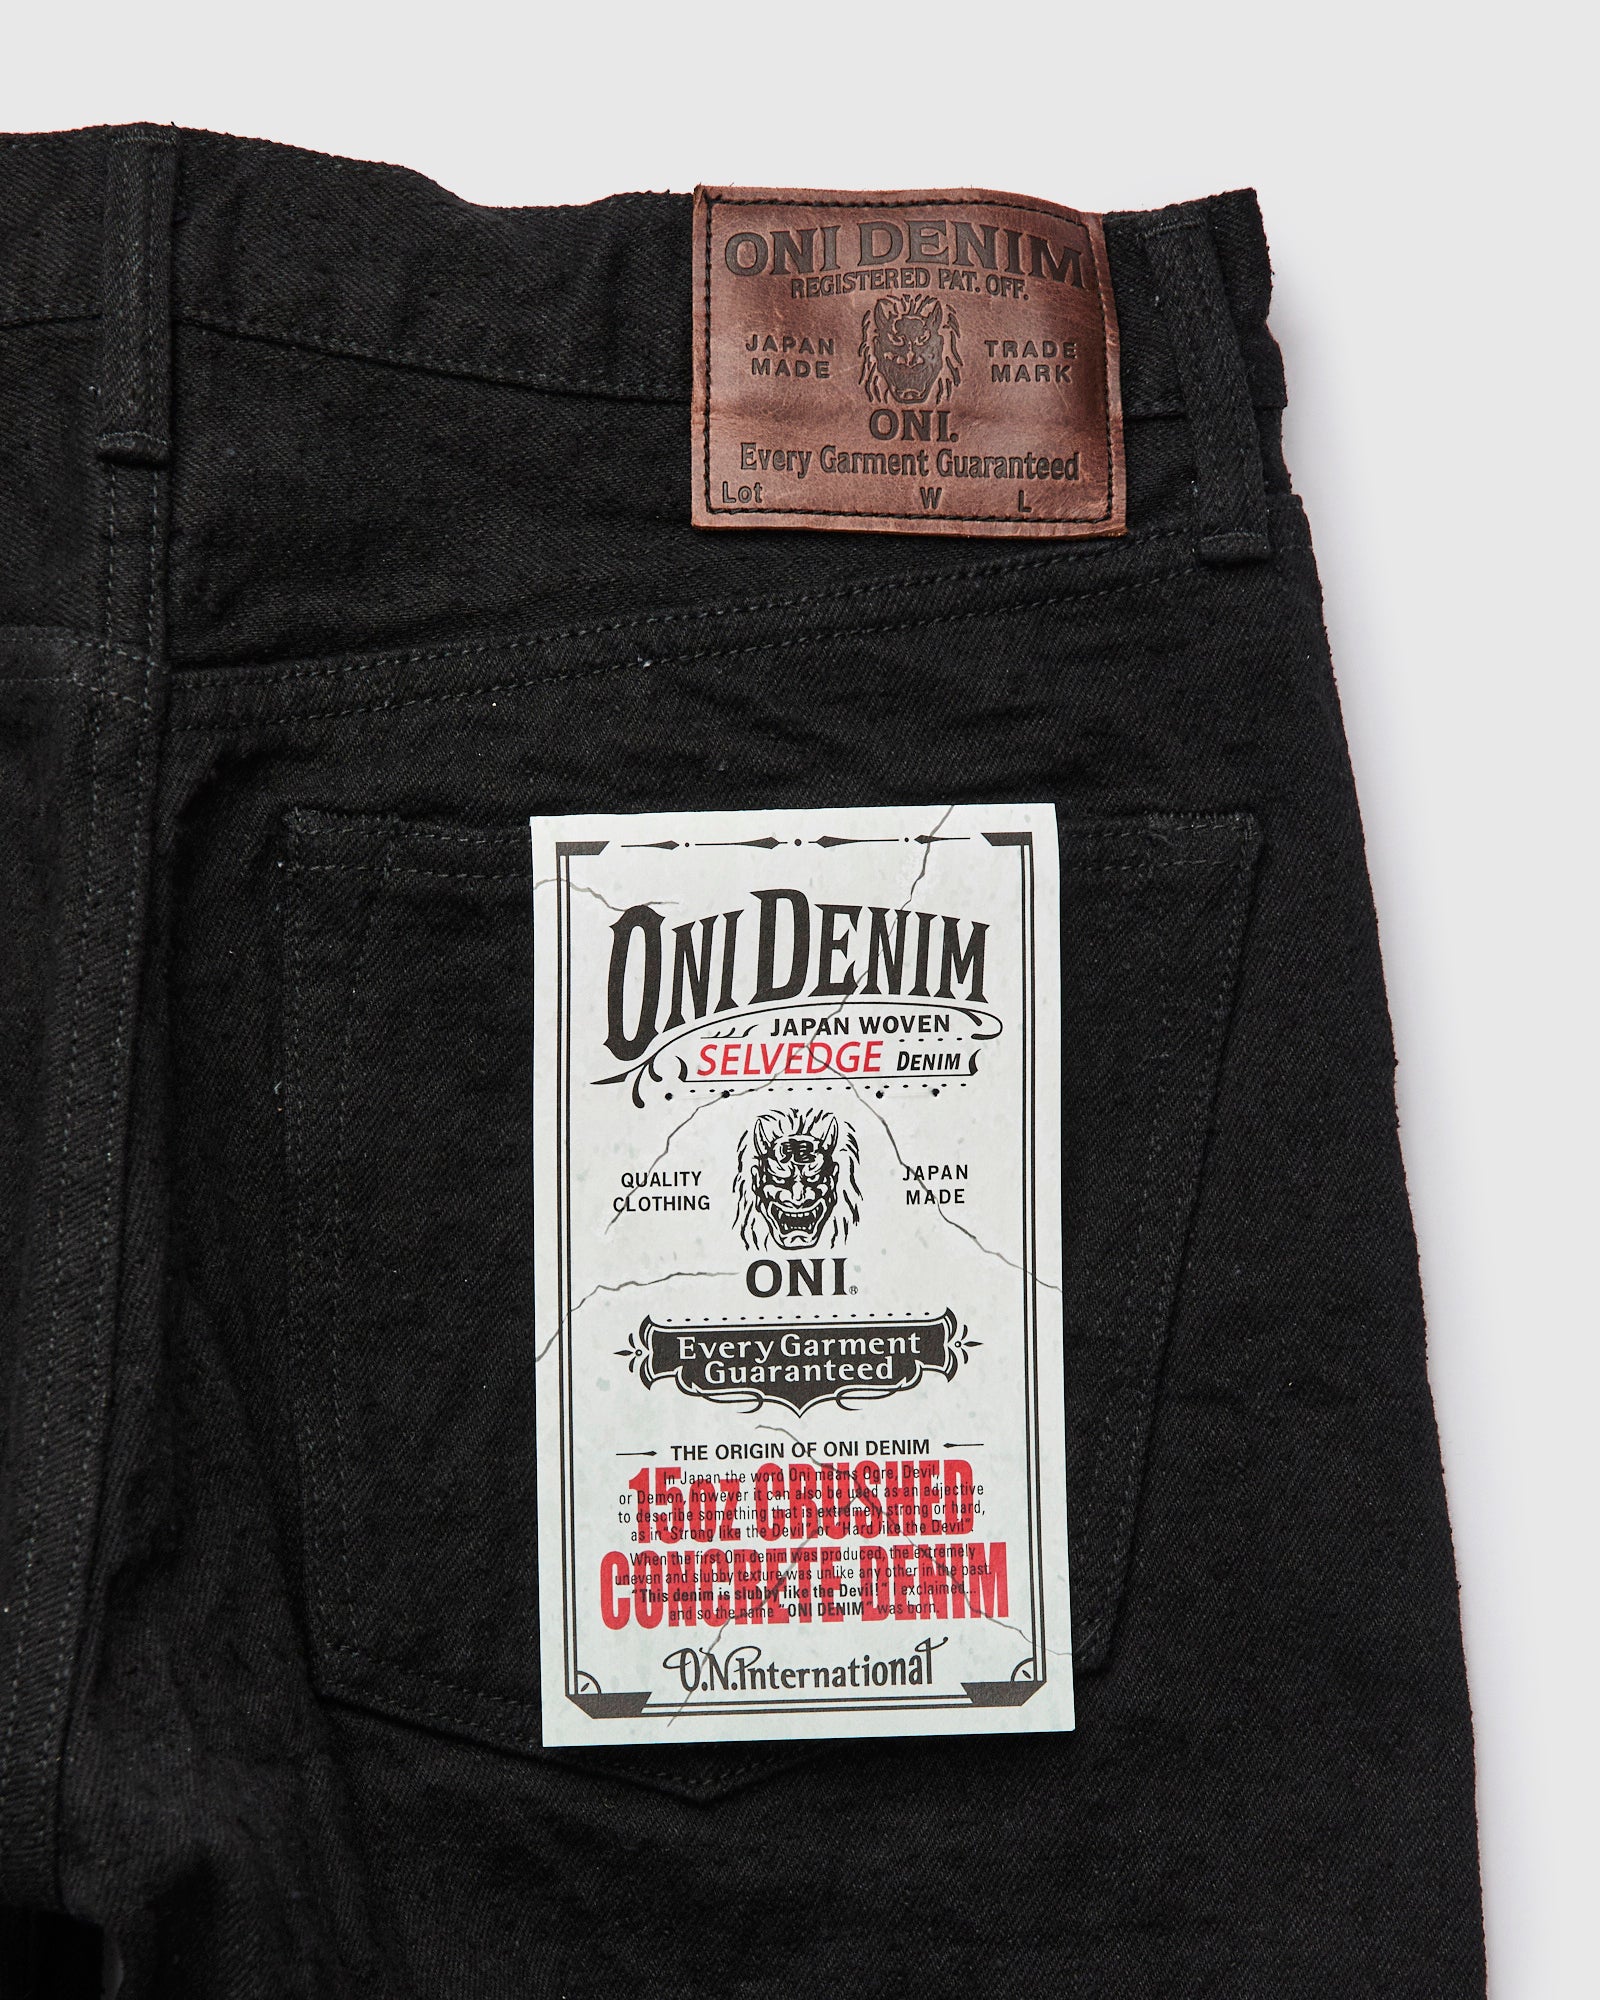 ONI DENIM
REGISTERED PAT. OFF.
JAPAN MADE
TRADE MARK
ONI.
Every Garment Guaranteed
Lot W L
ONI DENIM
JAPAN WOVEN
SELVEDGE DENIM
鬼
QUALITY CLOTHING
JAPAN MADE
ONI®
Every Garment
Guaranteed
THE ORIGIN OF ONI DENIM
15oz CRUSHED
CONCRETE DENIM
In Japan the word Oni means Ogre, Devil,
or Demon, however it can also be used as an adjective
to describe something that is extremely strong or hard,
as in "Strong like the Devil" or "Hard like the Devil"
When the first Oni denim was produced, the extremely
uneven and slubby texture was unlike any other in the past.
"This denim is slubby like the Devil!" I exclaimed...
and so the name "ONI DENIM" was born.
O.N.International